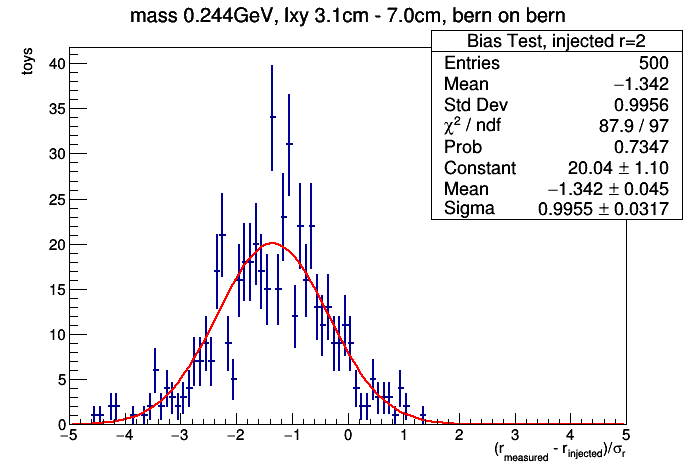 mass 0.244GeV, lxy 3.1cm - 7.0cm, bern on bern
Bias Test, injected r=2
Entries 500
Mean −1.342
Std Dev 0.9956
χ² / ndf 87.9 / 97
Prob 0.7347
Constant 20.04 ± 1.10
Mean −1.342 ± 0.045
Sigma 0.9955 ± 0.0317
toys
40
35
30
25
20
15
10
5
0
−5 −4 −3 −2 −1 0 1 2 3 4 5
(r_measured - r_injected)/σ_r